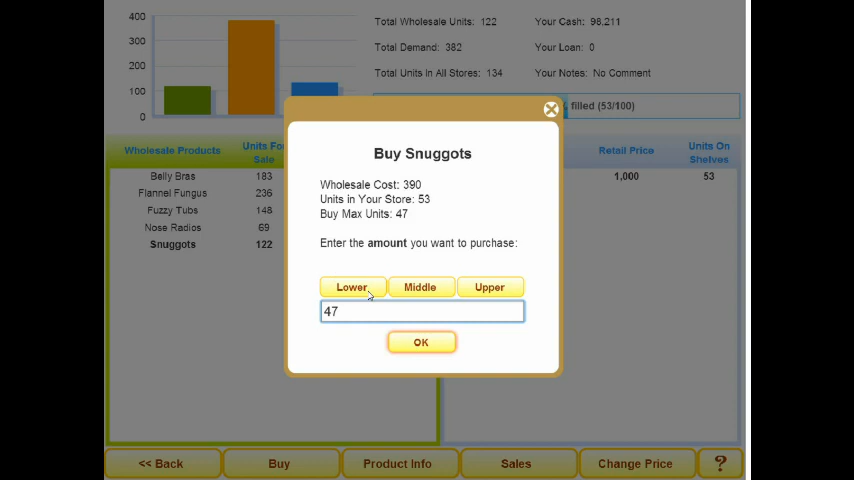 400
300
200
100
0
Total Wholesale Units: 122
Your Cash: 98,211
Total Demand: 382
Your Loan: 0
Total Units In All Stores: 134
Your Notes: No Comment
filled (53/100)
Wholesale Products
Units For Sale
Retail Price
Units On Shelves
Belly Bras 183
1,000 53
Flannel Fungus 236
Fuzzy Tubs 148
Nose Radios 69
Snuggots 122
Buy Snuggots
Wholesale Cost: 390
Units in Your Store: 53
Buy Max Units: 47
Enter the amount you want to purchase:
Lower Middle Upper
47
OK
<< Back Buy Product Info Sales Change Price ?